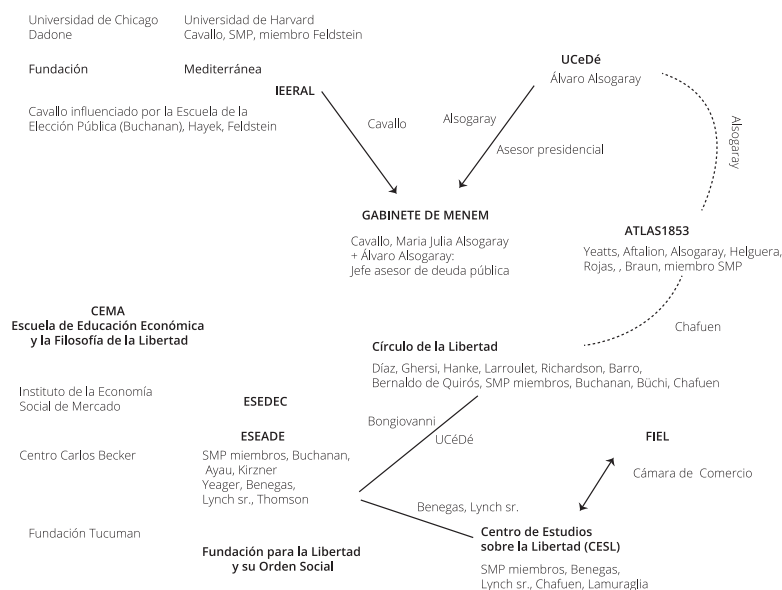 Universidad de Chicago
Dadone
Universidad de Harvard
Cavallo, SMP, miembro Feldstein
Fundación
Mediterránea
IEERAL
Cavallo influenciado por la Escuela de la
Elección Pública (Buchanan), Hayek, Feldstein
Cavallo
UCeDé
Álvaro Alsogaray
Alsogaray
Asesor presidencial
Alsogaray
GABINETE DE MENEM
Cavallo, Maria Julia Alsogaray
+ Álvaro Alsogaray:
Jefe asesor de deuda pública
ATLAS1853
Yeatts, Aftalion, Alsogaray, Helguera,
Rojas, , Braun, miembro SMP
Chafuen
CEMA
Escuela de Educación Económica
y la Filosofía de la Libertad
Círculo de la Libertad
Díaz, Ghersi, Hanke, Larroulet, Richardson, Barro,
Bernaldo de Quirós, SMP miembros, Buchanan, Büchi, Chafuen
Instituto de la Economía
Social de Mercado
ESEDEC
Bongiovanni
UCéDé
ESEADE
SMP miembros, Buchanan,
Ayau, Kirzner
Yeager, Benegas,
Lynch sr., Thomson
Centro Carlos Becker
FIEL
Cámara de Comercio
Benegas, Lynch sr.
Fundación Tucuman
Centro de Estudios
sobre la Libertad (CESL)
SMP miembros, Benegas,
Lynch sr., Chafuen, Lamuraglia
Fundación para la Libertad
y su Orden Social